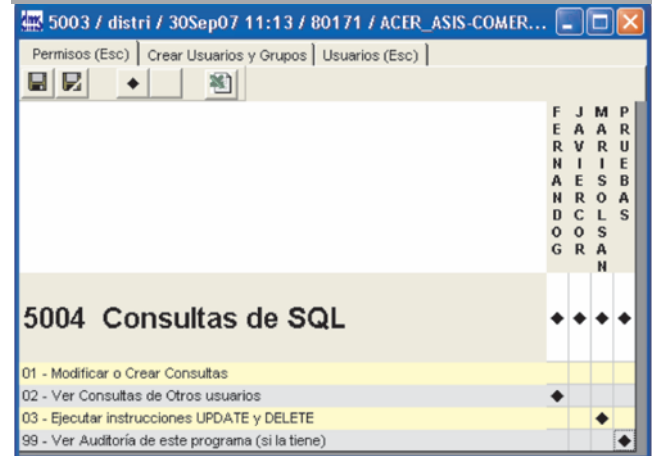 5003 / distri / 30Sep07 11:13 / 80171 / ACER_ASIS-COMER...
Permisos (Esc) Crear Usuarios y Grupos Usuarios (Esc)
FERNANDOG JAVIERCOR MARISOLSAN PRUEBAS
5004 Consultas de SQL
01 - Modificar o Crear Consultas
02 - Ver Consultas de Otros usuarios
03 - Ejecutar instrucciones UPDATE y DELETE
99 - Ver Auditoría de este programa (si la tiene)